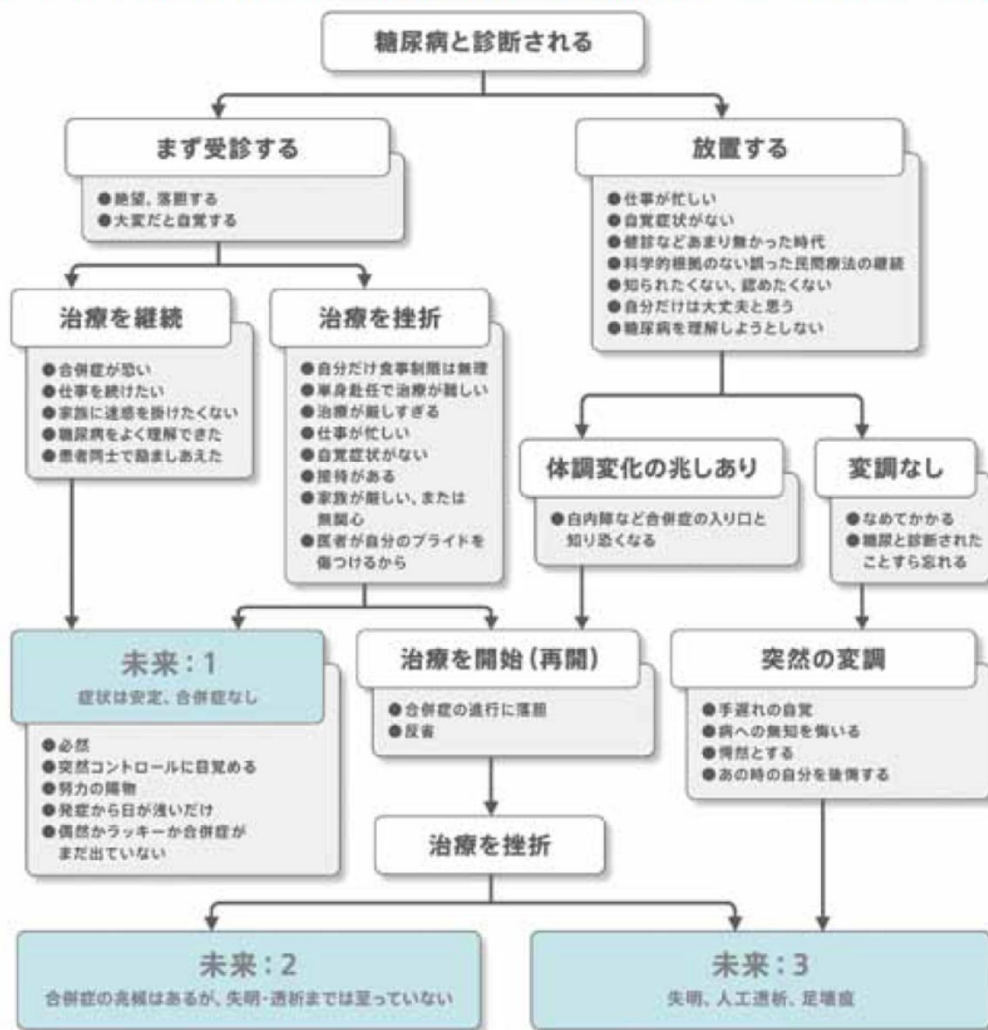 糖尿病と診断される
まず受診する
●絶望、落胆する
●大変だと自覚する
放置する
●仕事が忙しい
●自覚症状がない
●健診などあまり無かった時代
●科学的根拠のない誤った民間療法の継続
●知られたくない、認めたくない
●自分だけは大丈夫と思う
●糖尿病を理解しようとしない
治療を継続
●合併症が恐い
●仕事を続けたい
●家族に迷惑を掛けたくない
●糖尿病をよく理解できた
●患者同士で励ましあえた
治療を挫折
●自分だけ食事制限は無理
●単身赴任で治療が難しい
●治療が厳しすぎる
●仕事が忙しい
●自覚症状がない
●接待がある
●家族が厳しい、または
無関心
●医者が自分のプライドを
傷つけるから
体調変化の兆しあり
●白内障など合併症の入り口と
知り恐くなる
変調なし
●なめてかかる
●糖尿と診断された
ことすら忘れる
未来：1
症状は安定、合併症なし
●必然
●突然コントロールに目覚める
●努力の賜物
●発症から日が浅いだけ
●偶然かラッキーか合併症が
まだ出ていない
治療を開始（再開）
●合併症の進行に落胆
●反省
突然の変調
●手遅れの自覚
●病への無知を悔いる
●愕然とする
●あの時の自分を後悔する
治療を挫折
未来：2
合併症の兆候はあるが、失明・透析までは至っていない
未来：3
失明、人工透析、足壊疽